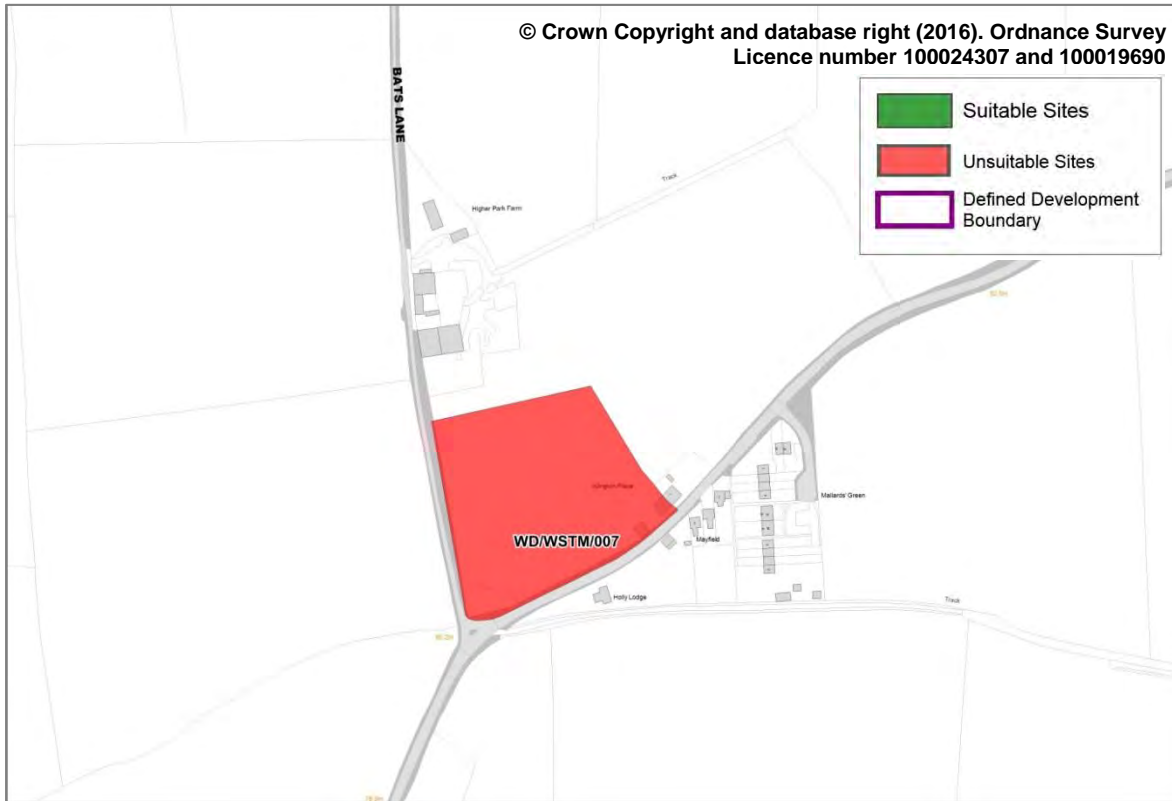 © Crown Copyright and database right (2016). Ordnance Survey
Licence number 100024307 and 100019690
Suitable Sites
Unsuitable Sites
Defined Development
Boundary
BATS LANE
Track
Higher Park Farm
Mallards' Green
WD/WSTM/007
Mayfield
Holly Lodge
Track